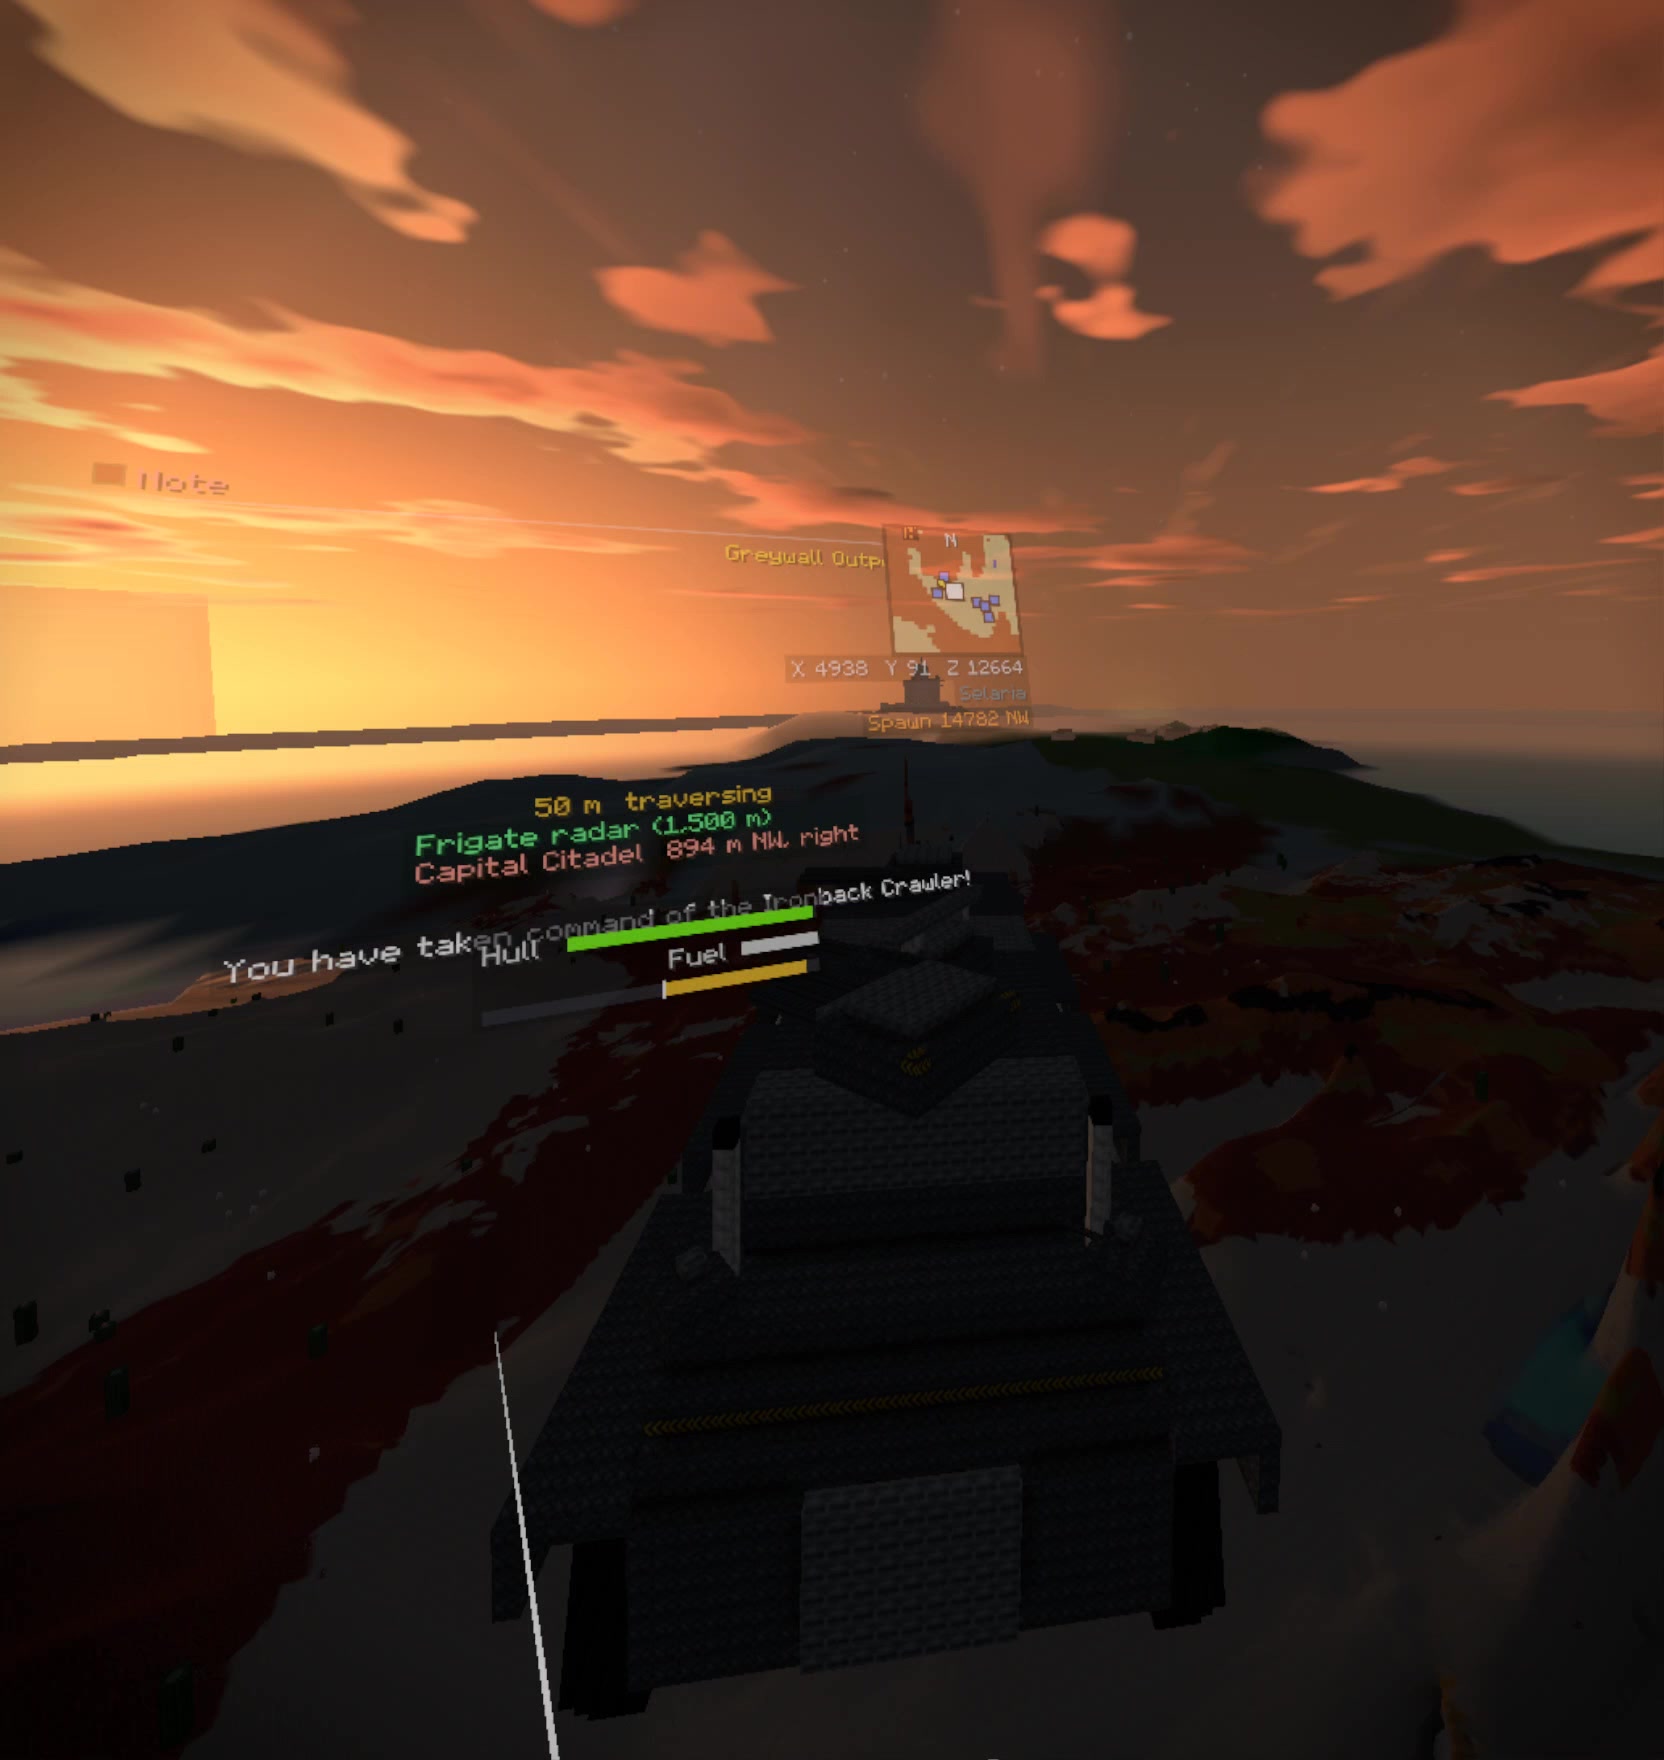 Note
N
Greywall Outp
X 4938 Y 91 Z 12664
Selaria
Spawn 14782 NW
50 m traversing
Frigate radar (1,500 m)
Capital Citadel 894 m NW, right
You have taken command of the Ironback Crawler!
Hull
Fuel